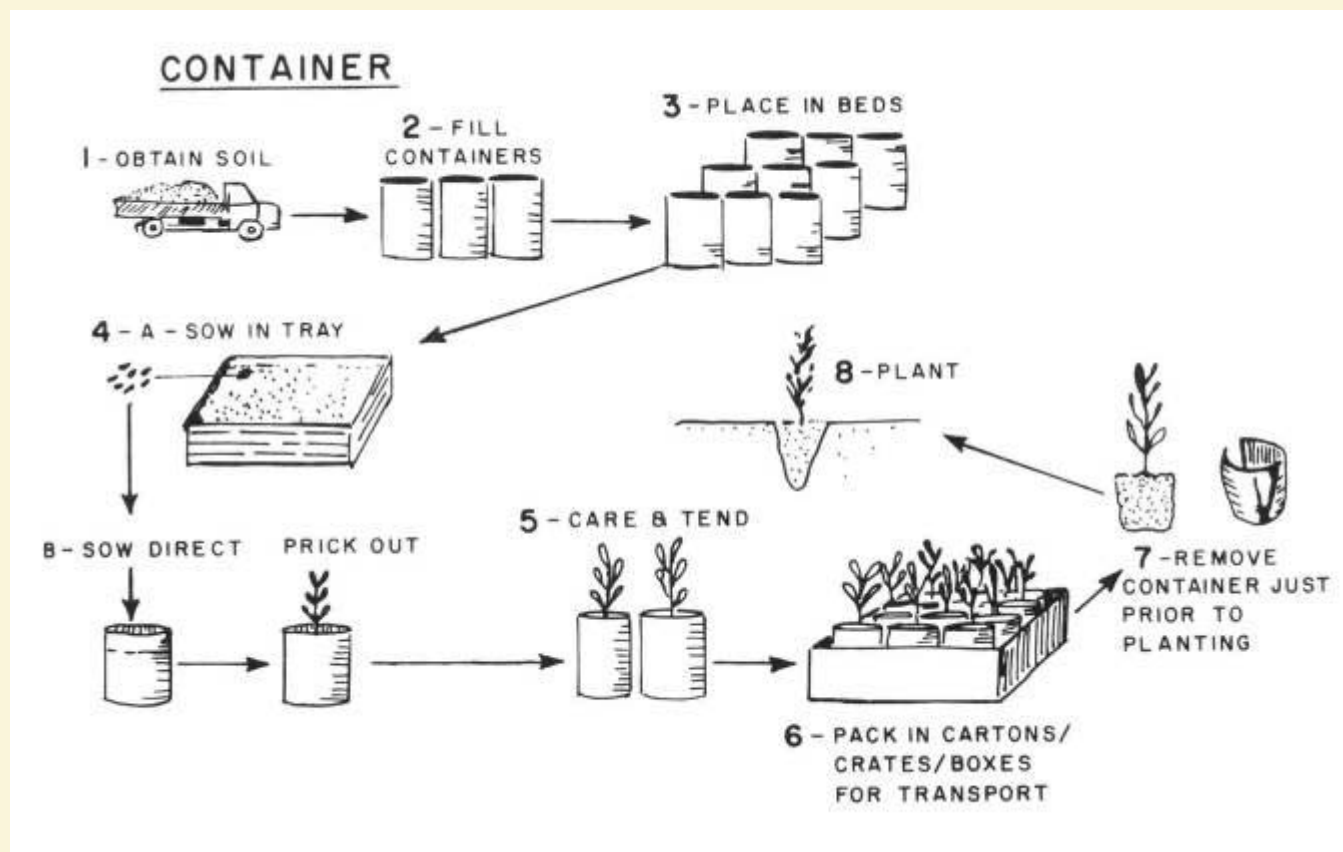 CONTAINER
1 - OBTAIN SOIL
2 - FILL
CONTAINERS
3 - PLACE IN BEDS
4 - A - SOW IN TRAY
B - SOW DIRECT
PRICK OUT
5 - CARE & TEND
6 - PACK IN CARTONS/
CRATES/BOXES
FOR TRANSPORT
7 - REMOVE
CONTAINER JUST
PRIOR TO
PLANTING
8 - PLANT